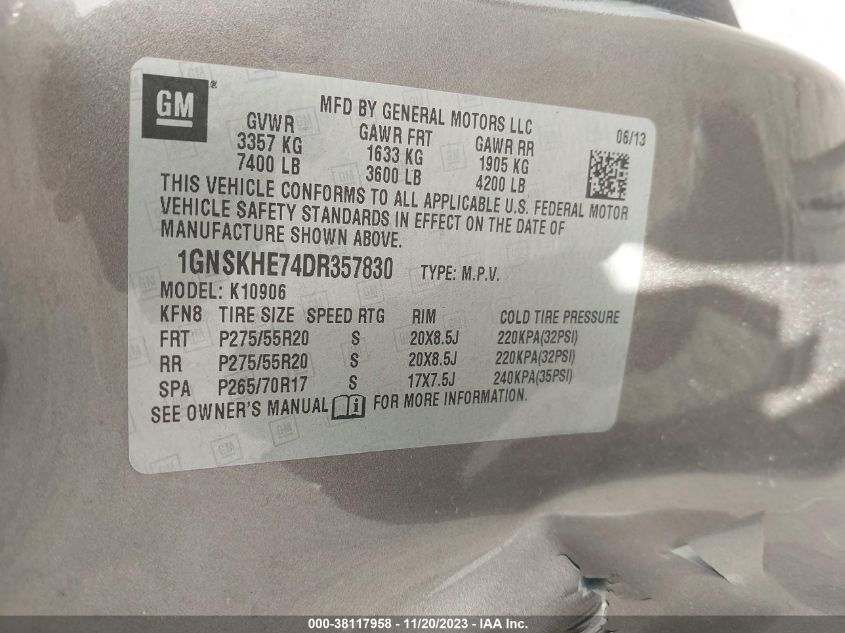 GM ®
MFD BY GENERAL MOTORS LLC
GVWR GAWR FRT GAWR RR 06/13
3357 KG 1633 KG 1905 KG
7400 LB 3600 LB 4200 LB
THIS VEHICLE CONFORMS TO ALL APPLICABLE U.S. FEDERAL MOTOR
VEHICLE SAFETY STANDARDS IN EFFECT ON THE DATE OF
MANUFACTURE SHOWN ABOVE.
1GNSKHE74DR357830 TYPE: M.P.V.
MODEL: K10906
KFN8 TIRE SIZE SPEED RTG RIM COLD TIRE PRESSURE
FRT P275/55R20 S 20X8.5J 220KPA(32PSI)
RR P275/55R20 S 20X8.5J 220KPA(32PSI)
SPA P265/70R17 S 17X7.5J 240KPA(35PSI)
SEE OWNER'S MANUAL i FOR MORE INFORMATION.
000-38117958 - 11/20/2023 - IAA Inc.